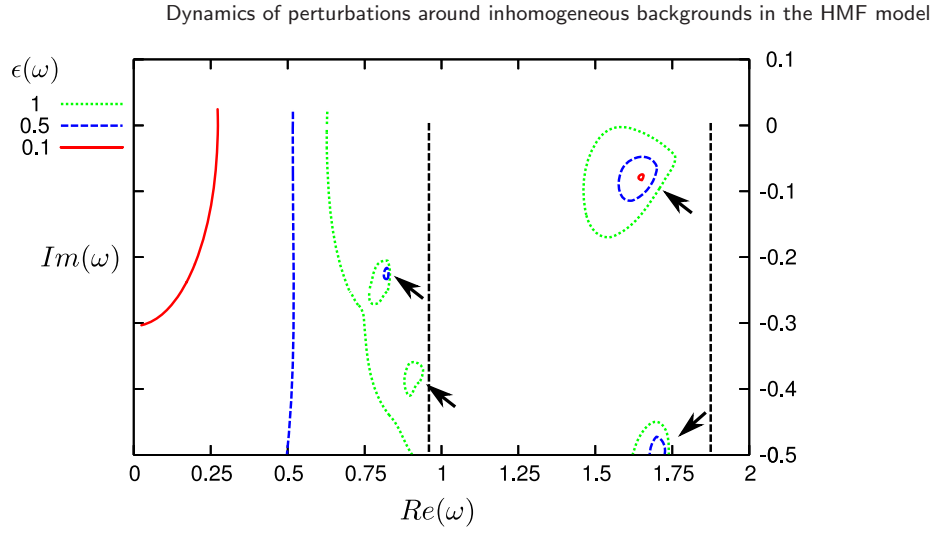 Dynamics of perturbations around inhomogeneous backgrounds in the HMF model
ϵ(ω)
1
0.5
0.1
Im(ω)
0.1
0
-0.1
-0.2
-0.3
-0.4
-0.5
0 0.25 0.5 0.75 1 1.25 1.5 1.75 2
Re(ω)